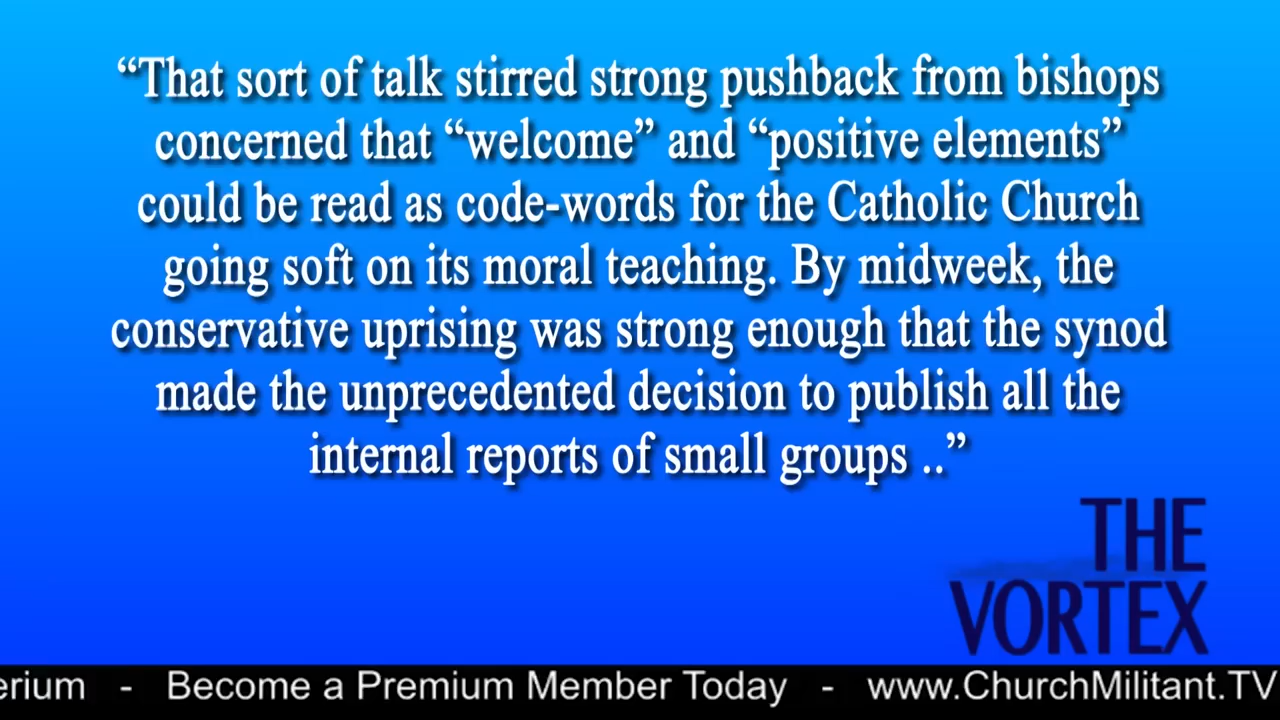 “That sort of talk stirred strong pushback from bishops
concerned that “welcome” and “positive elements”
could be read as code-words for the Catholic Church
going soft on its moral teaching. By midweek, the
conservative uprising was strong enough that the synod
made the unprecedented decision to publish all the
internal reports of small groups ..”
THE
VORTEX
erium - Become a Premium Member Today - www.ChurchMilitant.TV